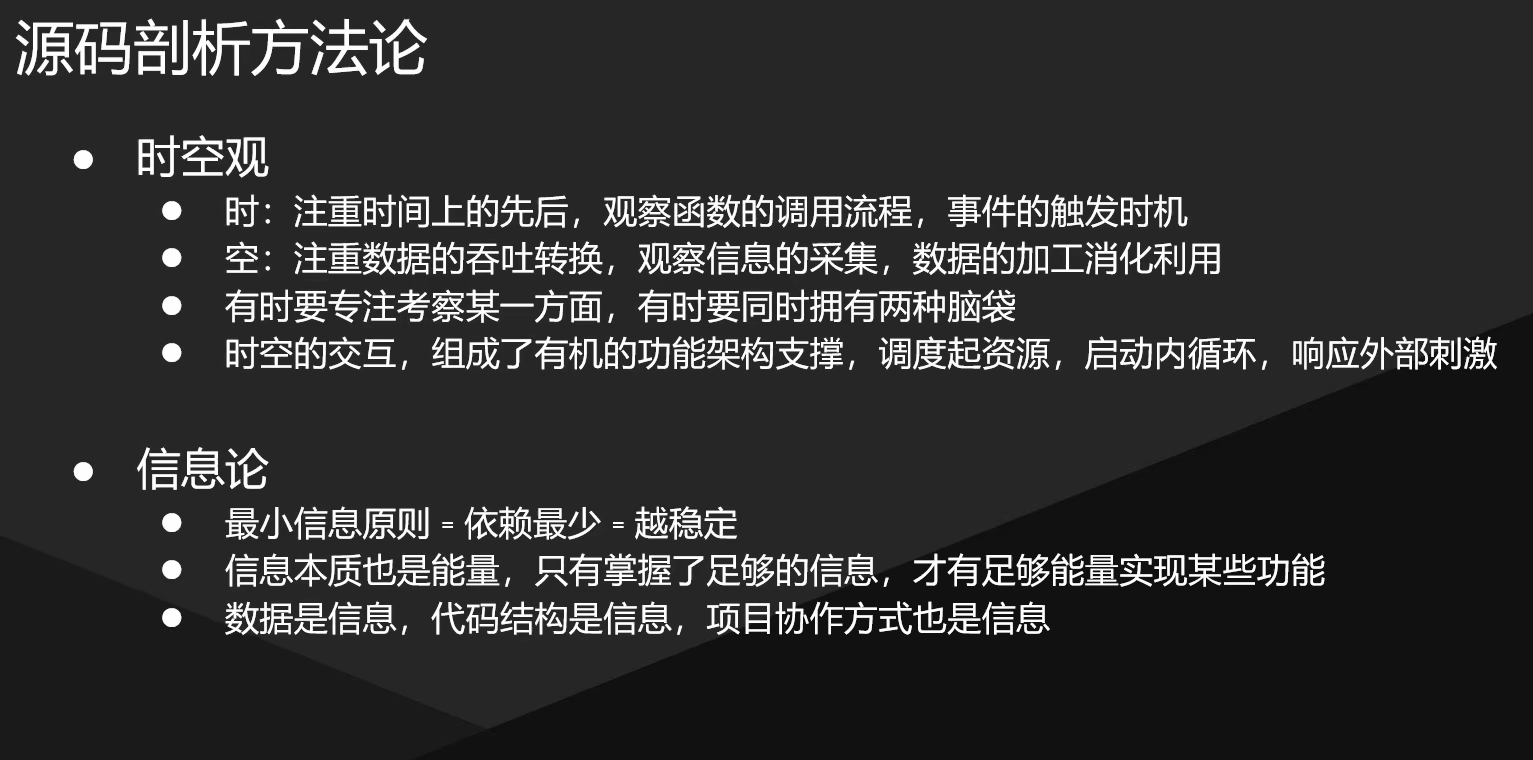 源码剖析方法论
● 时空观
● 时：注重时间上的先后，观察函数的调用流程，事件的触发时机
● 空：注重数据的吞吐转换，观察信息的采集，数据的加工消化利用
● 有时要专注考察某一方面，有时要同时拥有两种脑袋
● 时空的交互，组成了有机的功能架构支撑，调度起资源，启动内循环，响应外部刺激
● 信息论
● 最小信息原则 = 依赖最少 = 越稳定
● 信息本质也是能量，只有掌握了足够的信息，才有足够能量实现某些功能
● 数据是信息，代码结构是信息，项目协作方式也是信息